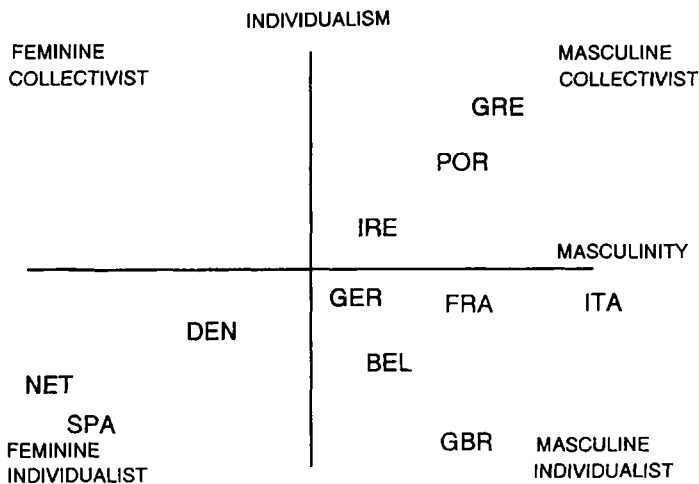 INDIVIDUALISM
FEMININE
COLLECTIVIST
MASCULINE
COLLECTIVIST
GRE
POR
IRE
MASCULINITY
GER
FRA
ITA
DEN
BEL
NET
SPA
GBR
FEMININE
INDIVIDUALIST
MASCULINE
INDIVIDUALIST